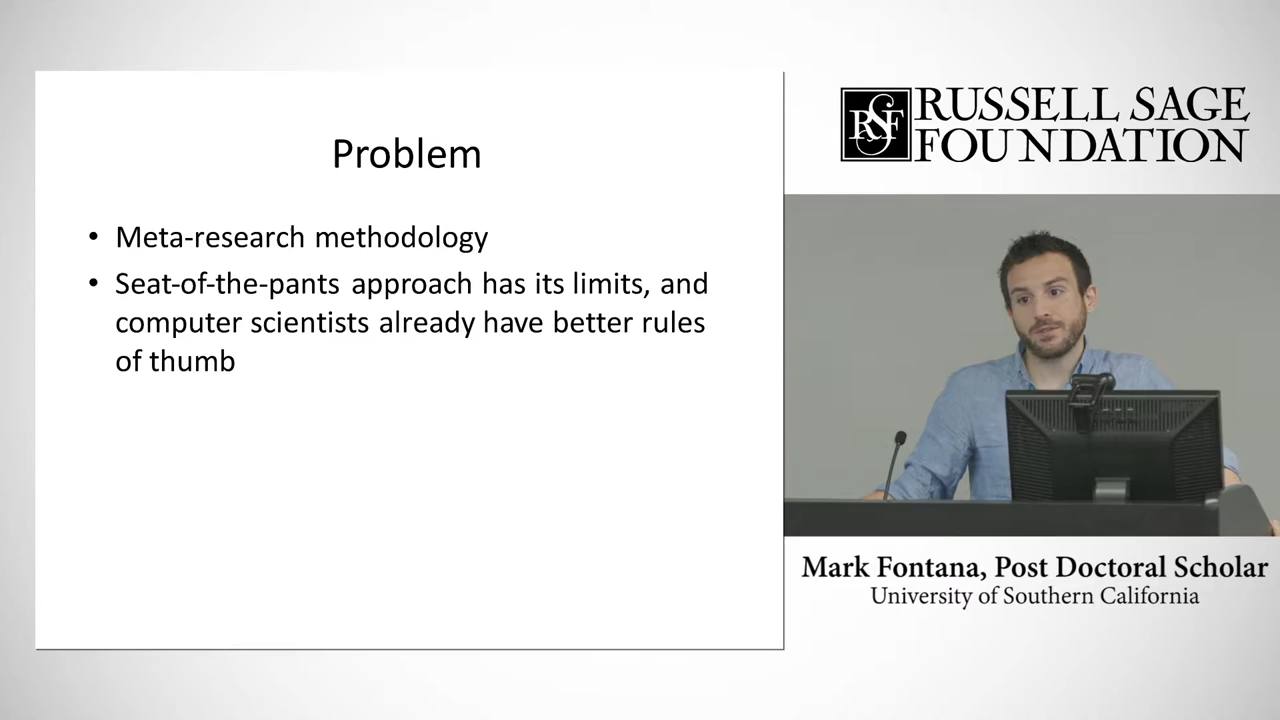 Problem
• Meta-research methodology
• Seat-of-the-pants approach has its limits, and
computer scientists already have better rules
of thumb
RSF
RUSSELL SAGE
FOUNDATION
Mark Fontana, Post Doctoral Scholar
University of Southern California